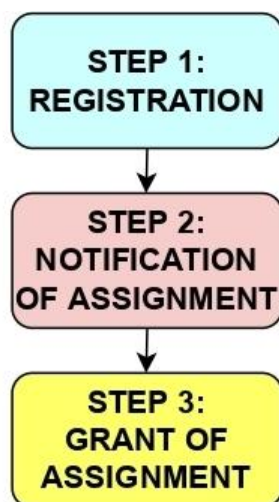 STEP 1:
REGISTRATION
STEP 2:
NOTIFICATION
OF ASSIGNMENT
STEP 3:
GRANT OF
ASSIGNMENT